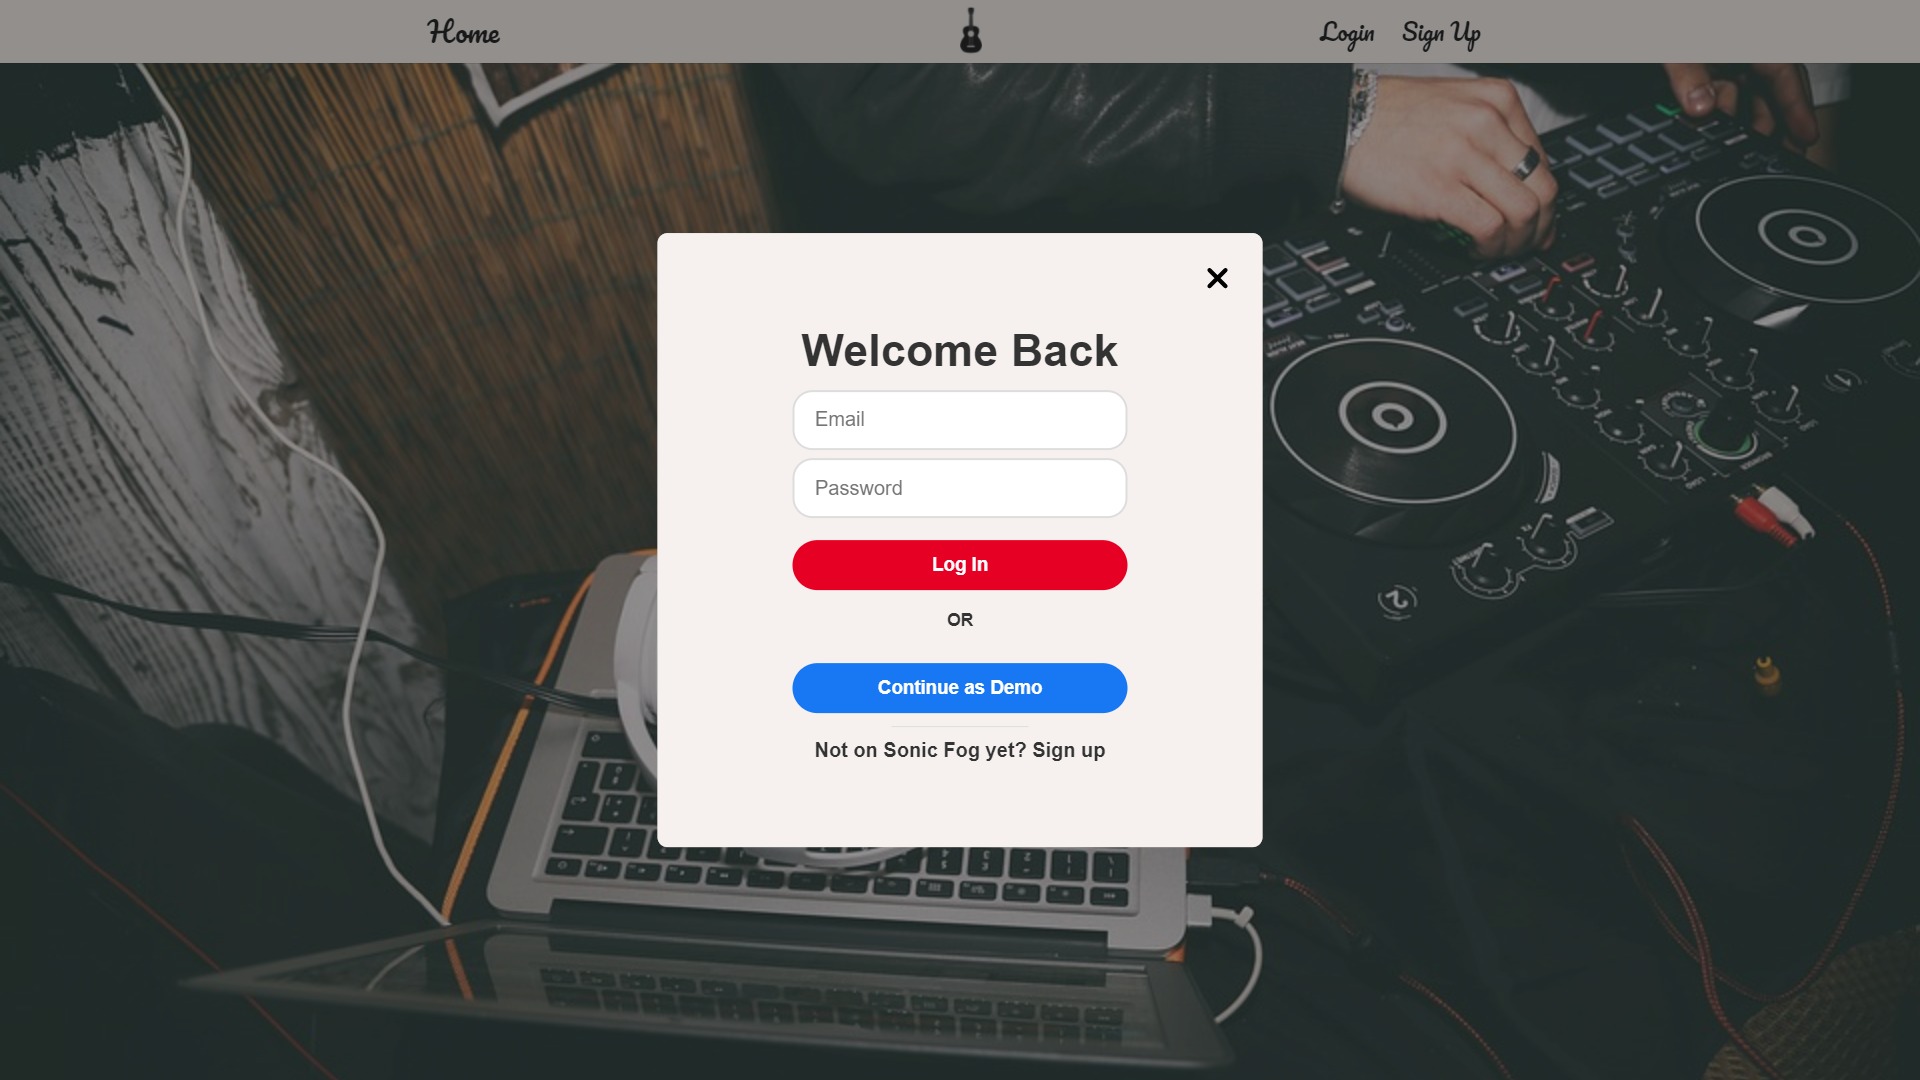 Home
Login
Sign Up
Welcome Back
Email
Password
Log In
OR
Continue as Demo
Not on Sonic Fog yet? Sign up